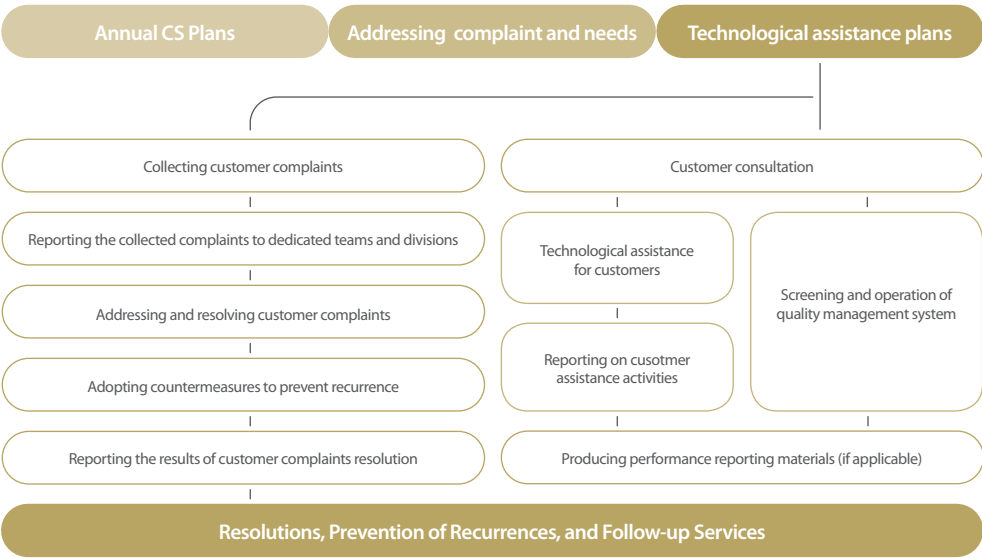 Annual CS Plans
Addressing complaint and needs
Technological assistance plans
Collecting customer complaints
Reporting the collected complaints to dedicated teams and divisions
Addressing and resolving customer complaints
Adopting countermeasures to prevent recurrence
Reporting the results of customer complaints resolution
Customer consultation
Technological assistance
for customers
Reporting on cusotmer
assistance activities
Screening and operation of
quality management system
Producing performance reporting materials (if applicable)
Resolutions, Prevention of Recurrences, and Follow-up Services